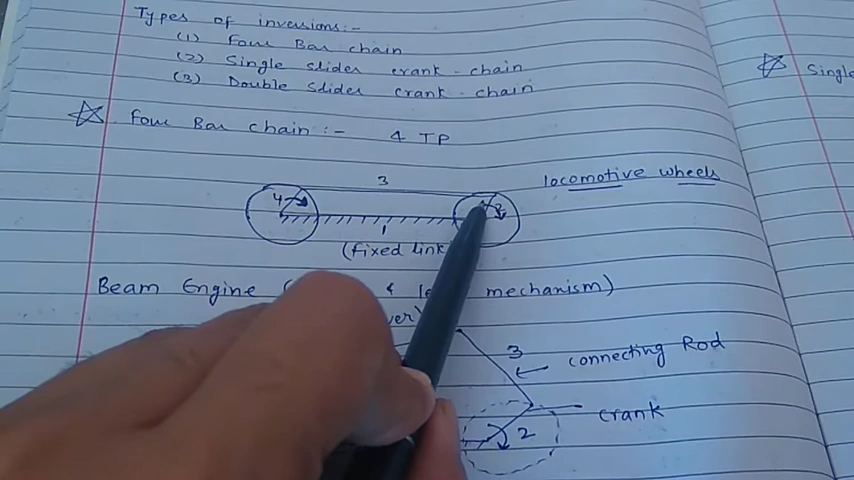 Types of inversions:-
(1) Four Bar chain
(2) Single slider crank-chain
(3) Double slider crank-chain
Single
Four Bar chain:- 4 TP
3
locomotive wheels
4
2
1
(fixed link
Beam Engine ( & mechanism)
3
connecting Rod
crank
2